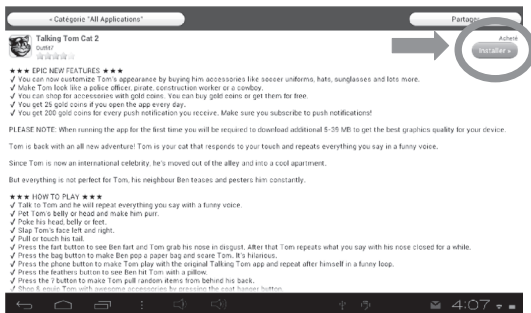 « Catégorie "All Applications"
Partager
Talking Tom Cat 2
Outfit7
Acheté
Installer »
★ ★ ★ EPIC NEW FEATURES ★ ★ ★
√ You can now customize Tom's appearance by buying him accessories like soccer uniforms, hats, sunglasses and lots more.
√ Make Tom look like a police officer, pirate, construction worker or a cowboy.
√ You can shop for accessories with gold coins. You can buy gold coins or get them for free.
√ You get 25 gold coins if you open the app every day.
√ You get 200 gold coins for every push notification you receive. Make sure you subscribe to push notifications!
PLEASE NOTE: When running the app for the first time you will be required to download additional 5-39 MB to get the best graphics quality for your device.
Tom is back with an all new adventure! Tom is your cat that responds to your touch and repeats everything you say in a funny voice.
Since Tom is now an international celebrity, he's moved out of the alley and into a cool apartment.
But everything is not perfect for Tom, his neighbour Ben teases and pesters him constantly.
★ ★ ★ HOW TO PLAY ★ ★ ★
√ Talk to Tom and he will repeat everything you say with a funny voice.
√ Pet Tom's belly or head and make him purr.
√ Poke his head, belly or feet.
√ Slap Tom's face left and right.
√ Pull or touch his tail.
√ Press the fart button to see Ben fart and Tom grab his nose in disgust. After that Tom repeats what you say with his nose closed for a while.
√ Press the bag button to make Ben pop a paper bag and scare Tom. It's hilarious.
√ Press the phone button to make Tom play with the original Talking Tom app and repeat after himself in a funny loop.
√ Press the feathers button to see Ben hit Tom with a pillow.
√ Press the ? button to make Tom pull random items from behind his back.
√ Shop & equip Tom with awesome accessories by pressing the coat hanger button.
4:07